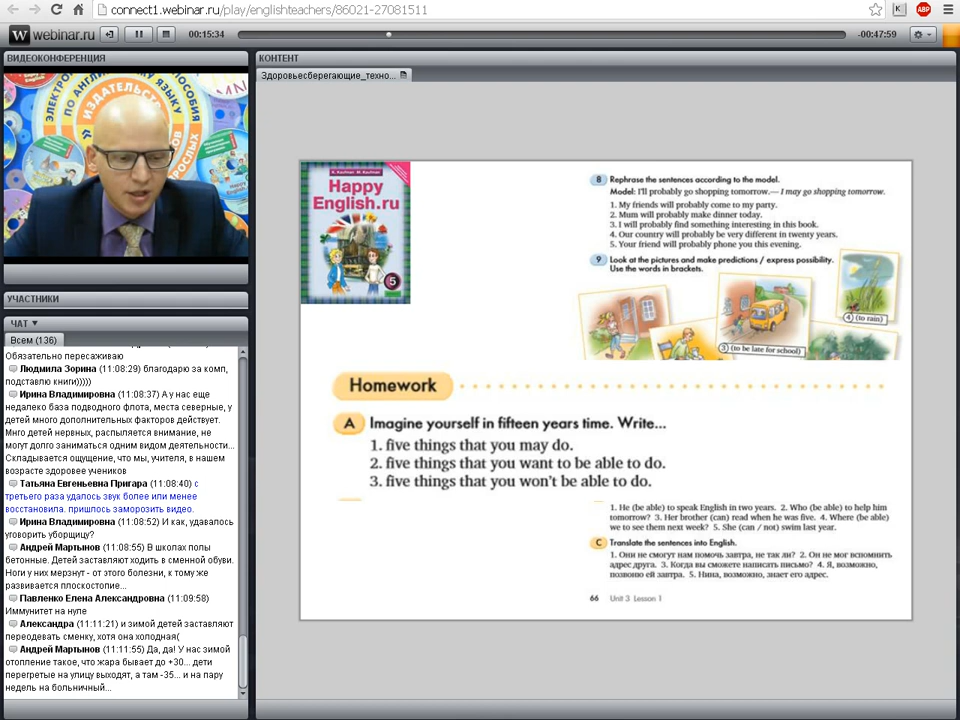 connect1.webinar.ru/play/englishteachers/86021-27081511
ABP
webinar.ru
00:15:34
-00:47:59
ВИДЕОКОНФЕРЕНЦИЯ
КОНТЕНТ
Здоровьесберегающие_техно...
ЭЛЕКТРОННЫЕ ПОСОБИЯ
ПО АНГЛИЙСКОМУ ЯЗЫКУ
ИЗДАТЕЛЬСТВО
УЧАСТНИКИ
ЧАТ
Всем (136)
Обязательно пересаживаю
Людмила Зорина (11:08:29) благодарю за комп,
подставлю книги)))))
Ирина Владимировна (11:08:37) А у нас еще
недалеко база подводного флота, места северные, у
детей много дополнительных факторов действует.
Мнго детей нервных, распыляется внимание, не
могут долго заниматься одним видом деятельности...
Складывается ощущение, что мы, учителя, в нашем
возрасте здоровее учеников
Татьяна Евгеньевна Пригара (11:08:40) с
третьего раза удалось звук более или менее
восстановила. пришлось заморозить видео.
Ирина Владимировна (11:08:52) И как, удавалось
уговорить уборщицу?
Андрей Мартынов (11:08:55) В школах полы
бетонные. Детей заставляют ходить в сменной обуви.
Ноги у них мерзнут - от этого болезни, к тому же
развивается плоскостопие...
Павленко Елена Александровна (11:09:58)
Иммунитет на нуле
Александра (11:11:21) и зимой детей заставляют
переодевать сменку, хотя она холодная(
Андрей Мартынов (11:11:55) Да, да! У нас зимой
отопление такое, что жара бывает до +30... дети
перегретые на улицу выходят, а там -35... и на пару
недель на больничный...
K. Kaufman M. Kaufman
Happy
English.ru
5
8 Rephrase the sentences according to the model.
Model: I'll probably go shopping tomorrow.— I may go shopping tomorrow.
1. My friends will probably come to my party.
2. Mum will probably make dinner today.
3. I will probably find something interesting in this book.
4. Our country will probably be very different in twenty years.
5. Your friend will probably phone you this evening.
9 Look at the pictures and make predictions / express possibility.
Use the words in brackets.
4) (to rain)
3) (to be late for school)
Homework
A Imagine yourself in fifteen years time. Write...
1. five things that you may do.
2. five things that you want to be able to do.
3. five things that you won't be able to do.
1. He (be able) to speak English in two years. 2. Who (be able) to help him
tomorrow? 3. Her brother (can) read when he was five. 4. Where (be able)
we to see them next week? 5. She (can / not) swim last year.
C Translate the sentences into English.
1. Они не смогут нам помочь завтра, не так ли? 2. Он не мог вспомнить
адрес друга. 3. Когда вы сможете написать письмо? 4. Я, возможно,
позвоню ей завтра. 5. Нина, возможно, знает его адрес.
66 Unit 3 Lesson 1